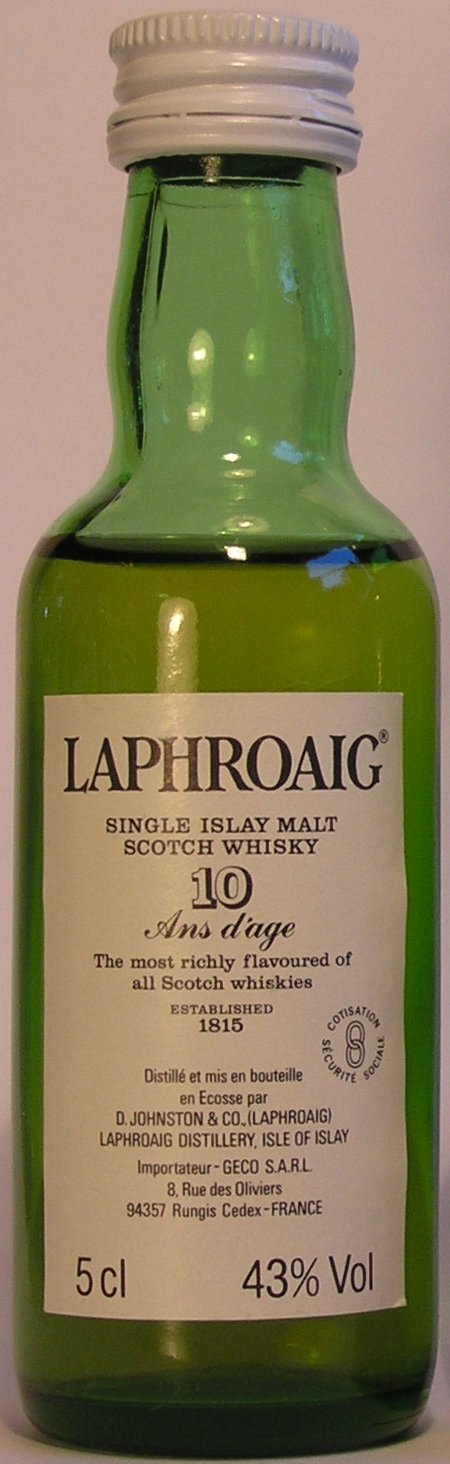 LAPHROAIG®
SINGLE ISLAY MALT
SCOTCH WHISKY
10
Ans d'age
The most richly flavoured of
all Scotch whiskies
ESTABLISHED
1815
COTISATION
SÉCURITÉ SOCIALE
Distillé et mis en bouteille
en Ecosse par
D. JOHNSTON & CO., (LAPHROAIG)
LAPHROAIG DISTILLERY, ISLE OF ISLAY
Importateur - GECO S.A.R.L.
8, Rue des Oliviers
94357 Rungis Cedex - FRANCE
5 cl 43% Vol